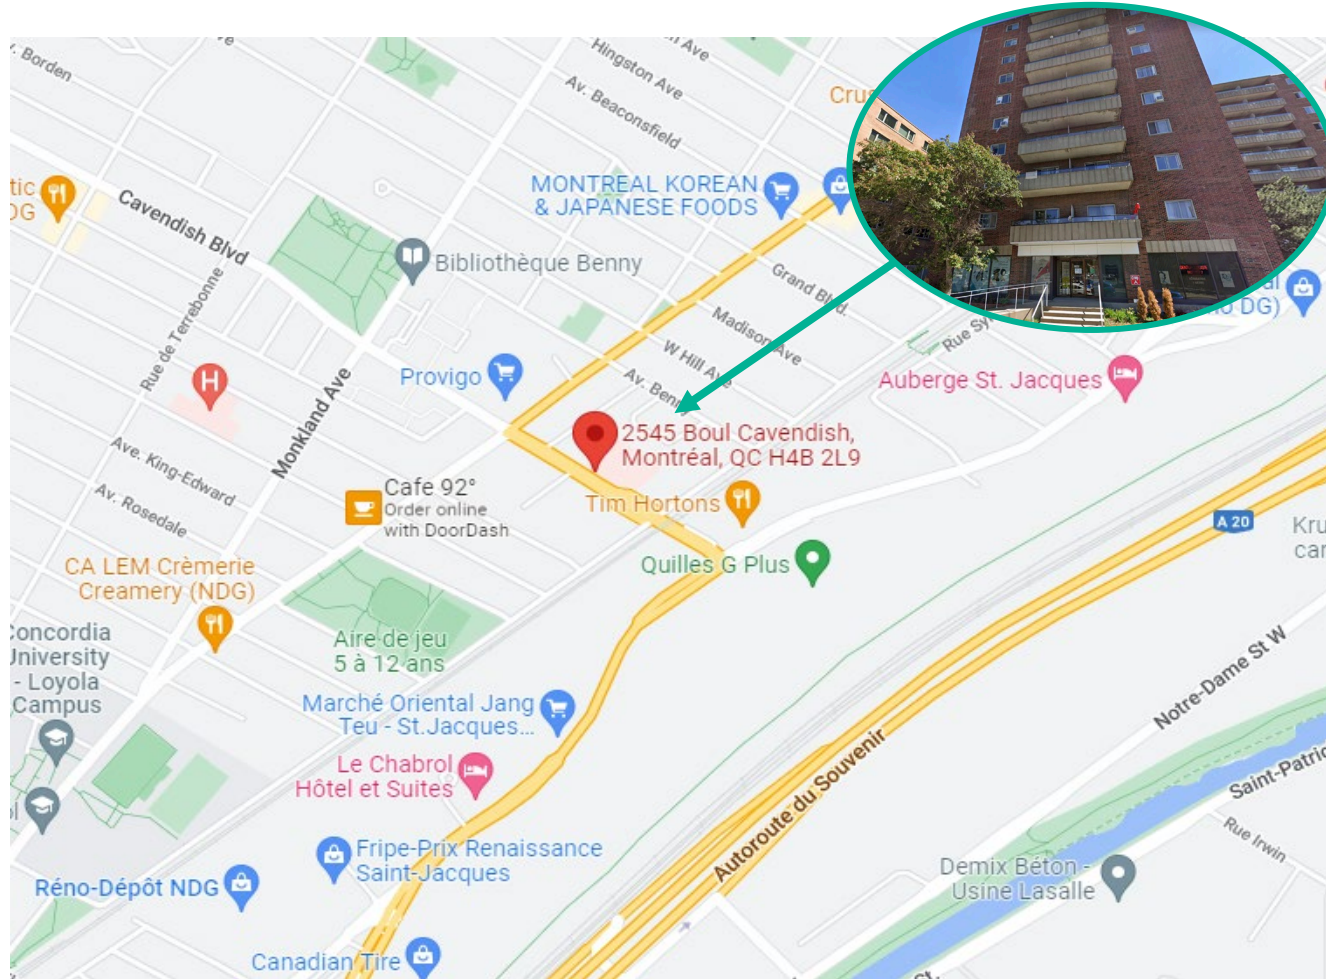 Borden
Hingston Ave
Ave
Av. Beaconsfield
MONTREAL KOREAN
& JAPANESE FOODS
Cavendish Blvd
Bibliothèque Benny
Grand Blvd.
Madison Ave
W Hill Ave
Av. Benny
Rue de Terrebonne
H
Provigo
Auberge St. Jacques
Monkland Ave
2545 Boul Cavendish,
Montréal, QC H4B 2L9
Ave. King-Edward
Av. Rosedale
Cafe 92°
Order online
with DoorDash
Tim Hortons
A 20
Quilles G Plus
CA LEM Crèmerie
Creamery (NDG)
Aire de jeu
5 à 12 ans
University
- Loyola
Campus
Marché Oriental Jang
Teu - St.Jacques...
Le Chabrol
Hôtel et Suites
Notre-Dame St W
Autoroute du Souvenir
Rue Irwin
Fripe-Prix Renaissance
Saint-Jacques
Réno-Dépôt NDG
Demix Béton -
Usine Lasalle
Canadian Tire